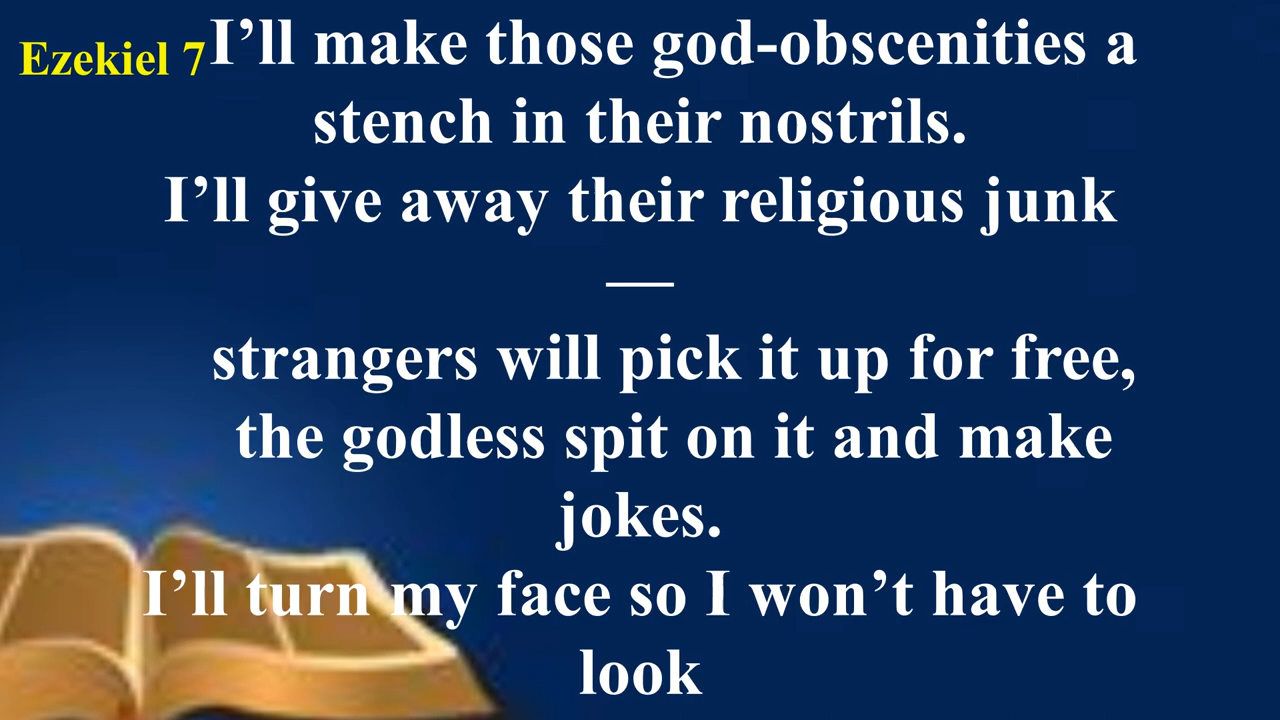 Ezekiel 7
I’ll make those god-obscenities a
stench in their nostrils.
I’ll give away their religious junk
—
strangers will pick it up for free,
the godless spit on it and make
jokes.
I’ll turn my face so I won’t have to
look